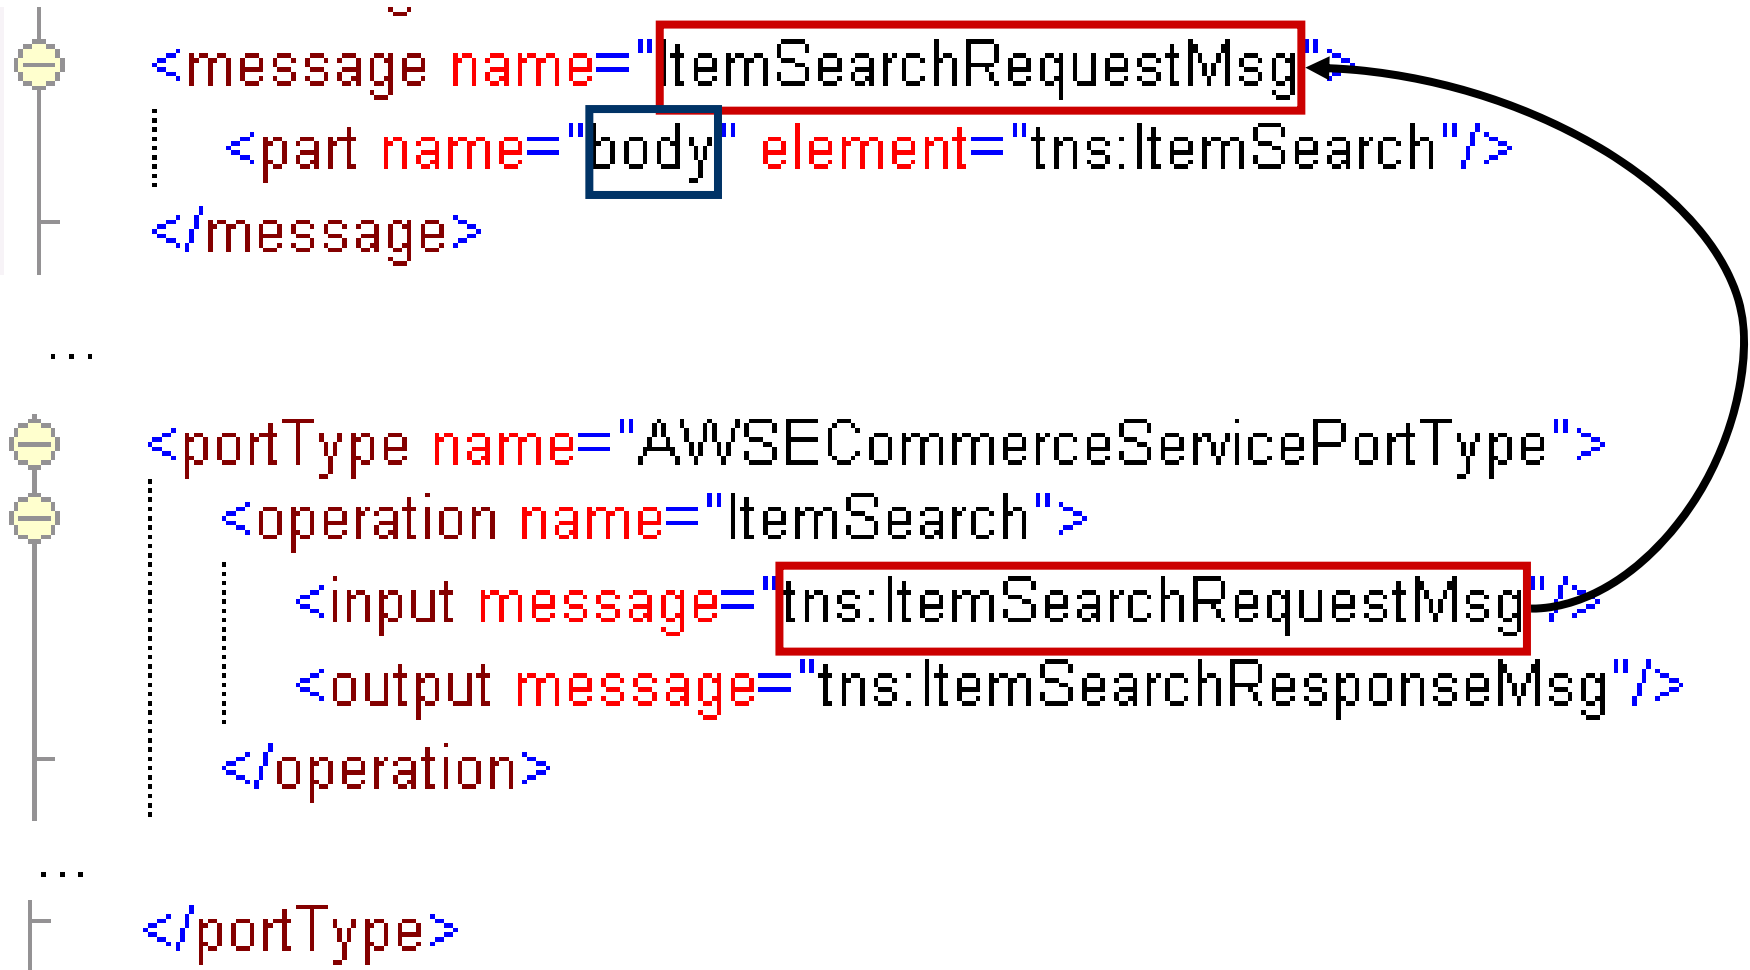 <message name="ItemSearchRequestMsg">
<part name="body" element="tns:ItemSearch"/>
</message>
...
<portType name="AWSECommerceServicePortType">
<operation name="ItemSearch">
<input message="tns:ItemSearchRequestMsg"/>
<output message="tns:ItemSearchResponseMsg"/>
</operation>
...
</portType>